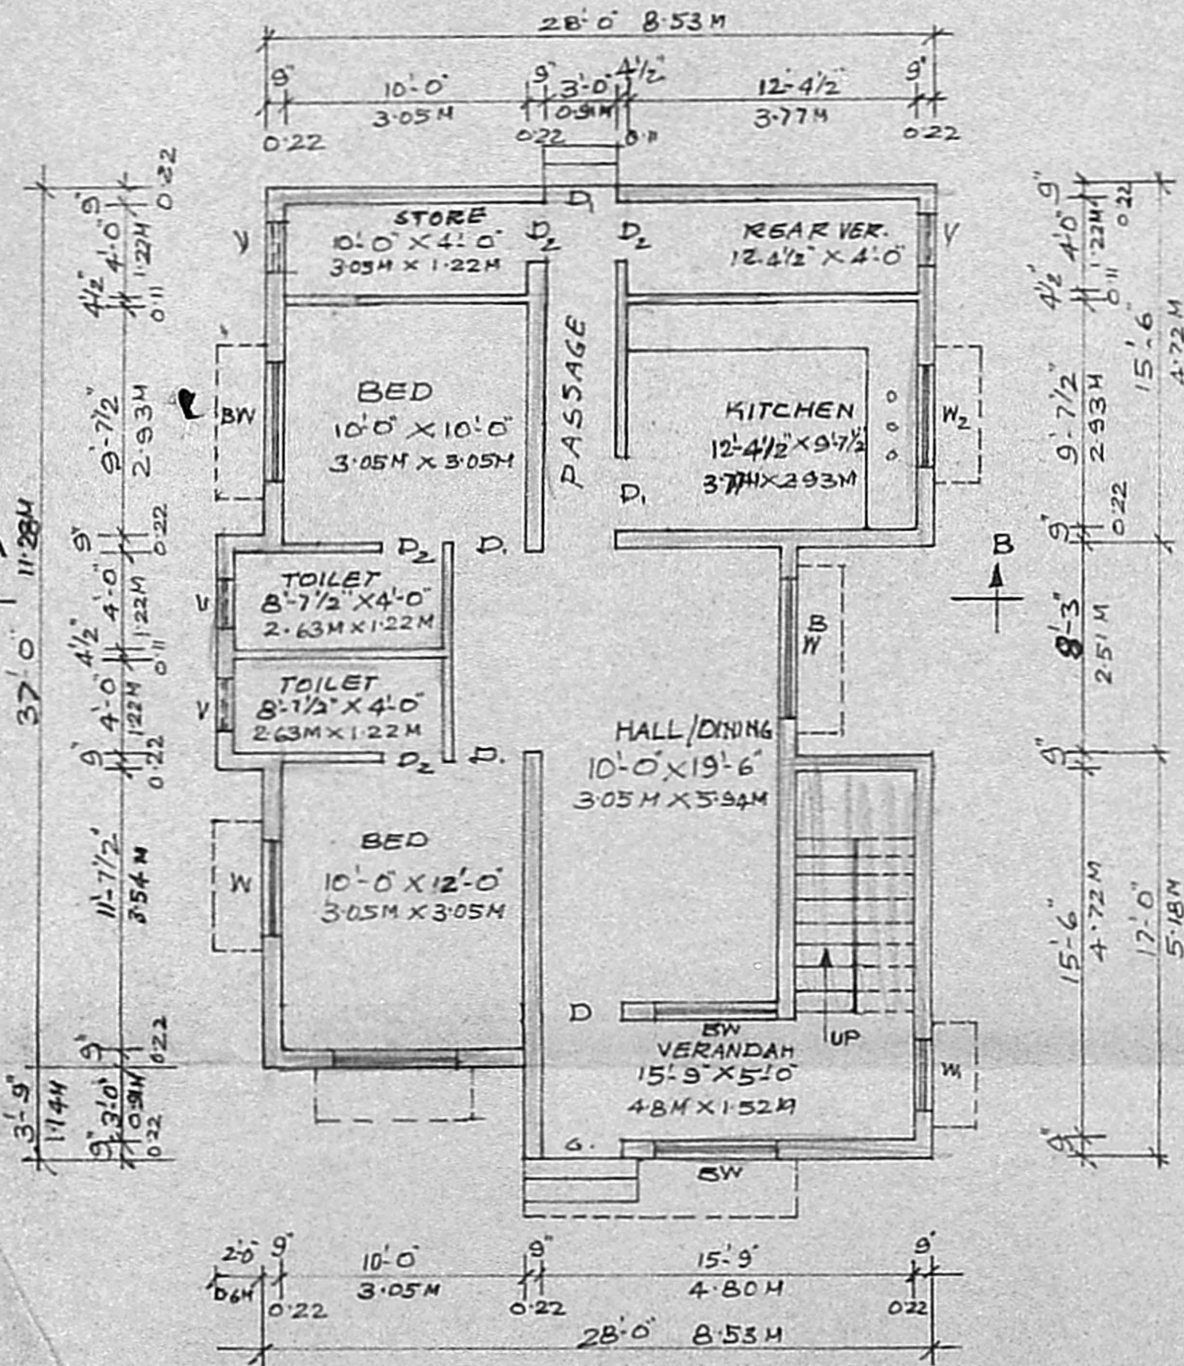 28'-0" 8.53M
9" 10'-0" 9" 3'-0" 4½" 12'-4½" 9"
0.22 3.05M 0.22 0.91M 0.11 3.77M 0.22
D1
STORE
10'-0" X 4'-0"
3.05M X 1.22M
D2 D2
REAR VER.
12'-4½" X 4'-0"
V V
PASSAGE
BED
10'-0" X 10'-0"
3.05M X 3.05M
BW
KITCHEN
12'-4½" X 9'-7½"
3.77M X 2.93M
W2
D1
D2 D.
TOILET
8'-7½" X 4'-0"
2.63M X 1.22M
V
TOILET
8'-7½" X 4'-0"
2.63M X 1.22M
V
D2 D.
B
BW
HALL/DINING
10'-0" X 19'-6"
3.05M X 5.94M
BED
10'-0" X 12'-0"
3.05M X 3.05M
W
D
BW
UP
VERANDAH
15'-9" X 5'-0"
4.8M X 1.52M
W1
G.
BW
37'-0" 11.28M
3'-9"
1.14M
9" 0.22
4'-0" 1.22M
4½" 0.11
9'-7½" 2.93M
9" 0.22
4'-0" 1.22M
4½" 0.11
4'-0" 1.22M
9" 0.22
11'-7½" 3.54M
9" 0.22
3'-0" 0.91M
9" 0.22
9" 0.22
4'-0" 1.22M
4½" 0.11
9'-7½" 2.93M
9" 0.22
15'-6" 4.72M
8'-3" 2.51M
9"
15'-6" 4.72M
17'-0" 5.18M
9"
2'-0" 9" 10'-0" 9" 15'-9" 9"
0.6M 0.22 3.05M 0.22 4.80M 0.22
28'-0" 8.53M